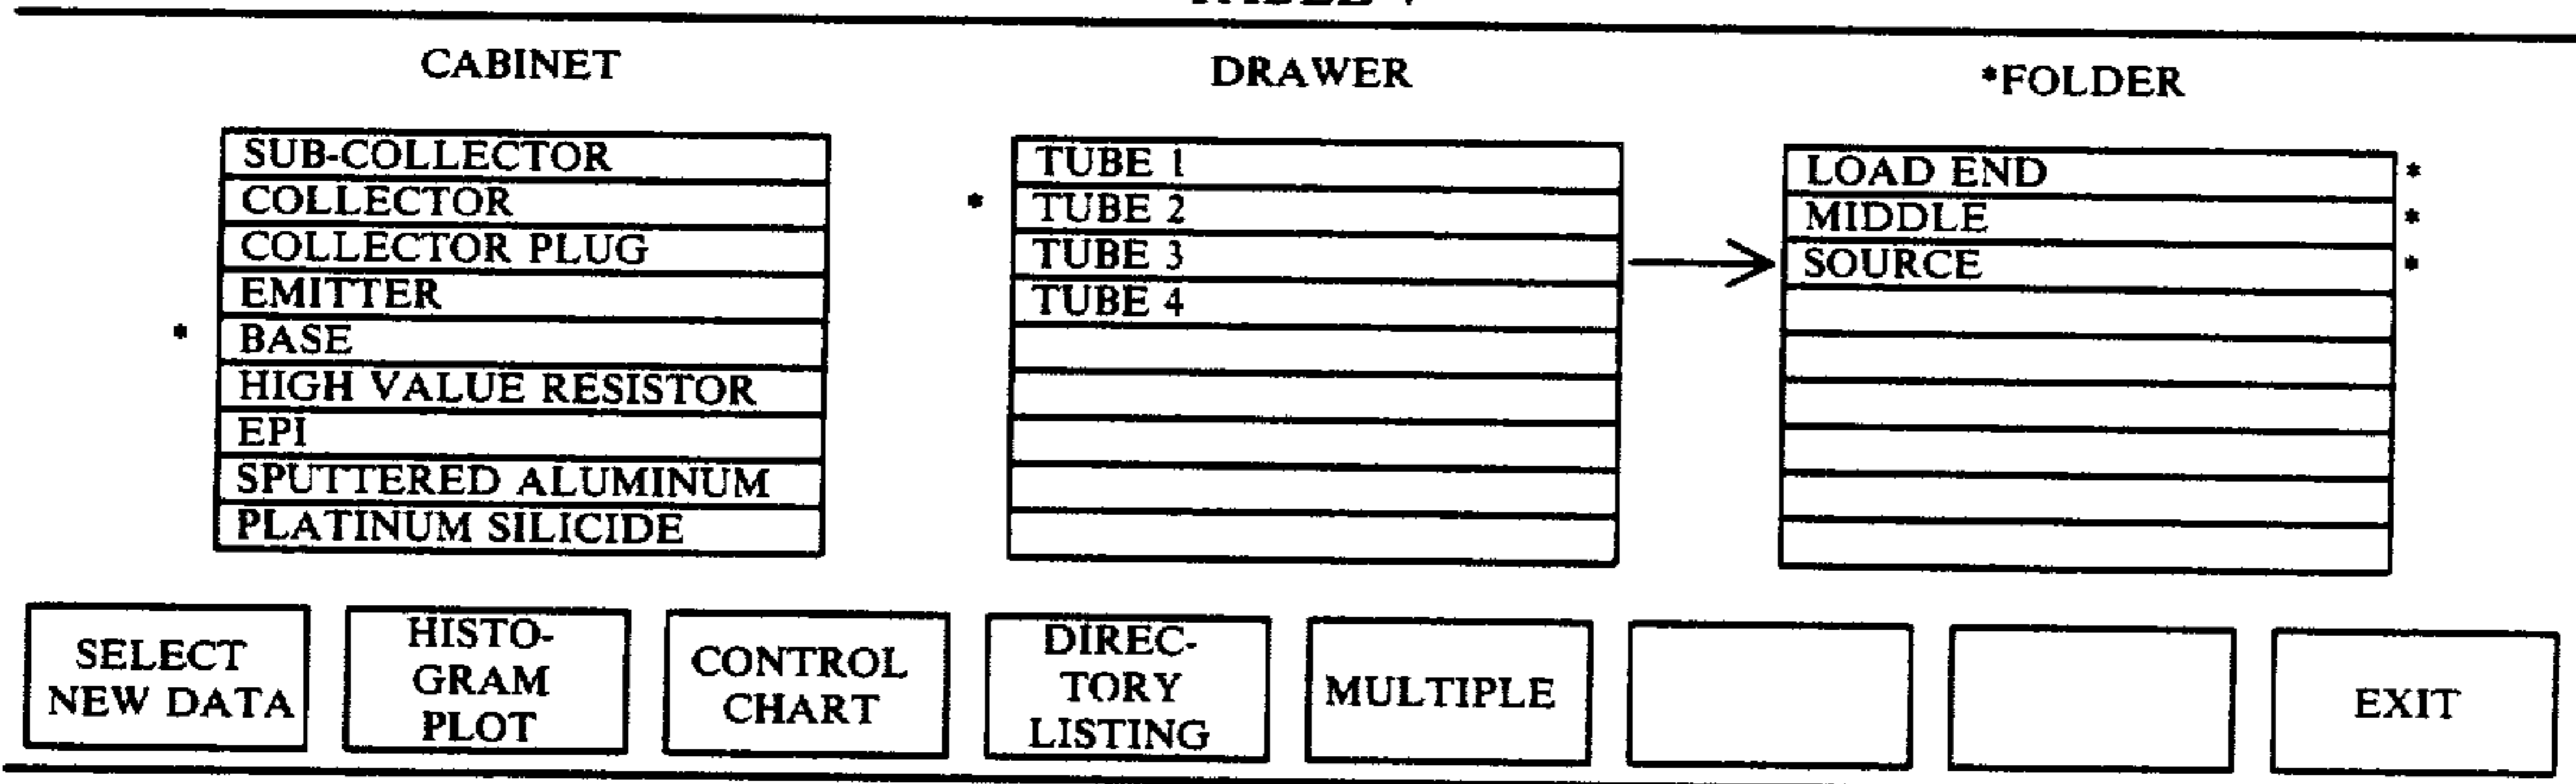 CABINET DRAWER *FOLDER
SUB-COLLECTOR TUBE 1 LOAD END *
COLLECTOR * TUBE 2 MIDDLE *
COLLECTOR PLUG TUBE 3 SOURCE *
EMITTER TUBE 4
* BASE
HIGH VALUE RESISTOR
EPI
SPUTTERED ALUMINUM
PLATINUM SILICIDE
SELECT
NEW DATA
HISTO-
GRAM
PLOT
CONTROL
CHART
DIREC-
TORY
LISTING
MULTIPLE
EXIT